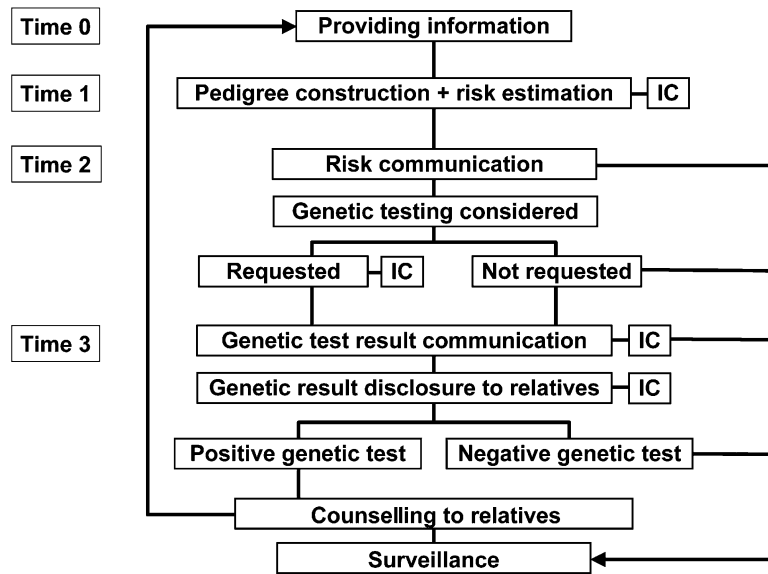 Time 0
Providing information
Time 1
Pedigree construction + risk estimation
IC
Time 2
Risk communication
Genetic testing considered
Requested
IC
Not requested
Time 3
Genetic test result communication
IC
Genetic result disclosure to relatives
IC
Positive genetic test
Negative genetic test
Counselling to relatives
Surveillance